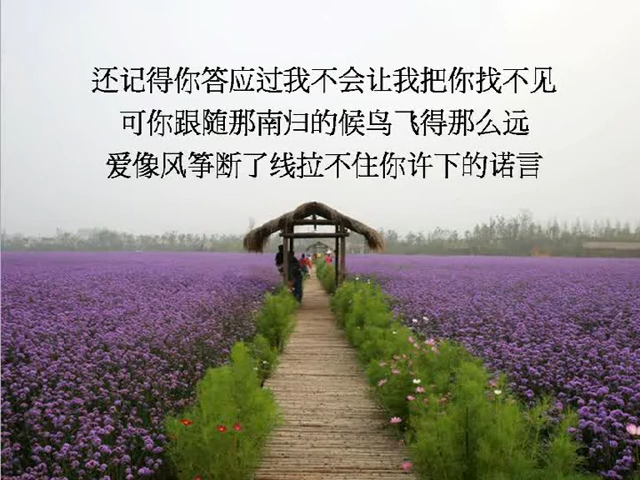 还记得你答应过我不会让我把你找不见
可你跟随那南归的候鸟飞得那么远
爱像风筝断了线拉不住你许下的诺言